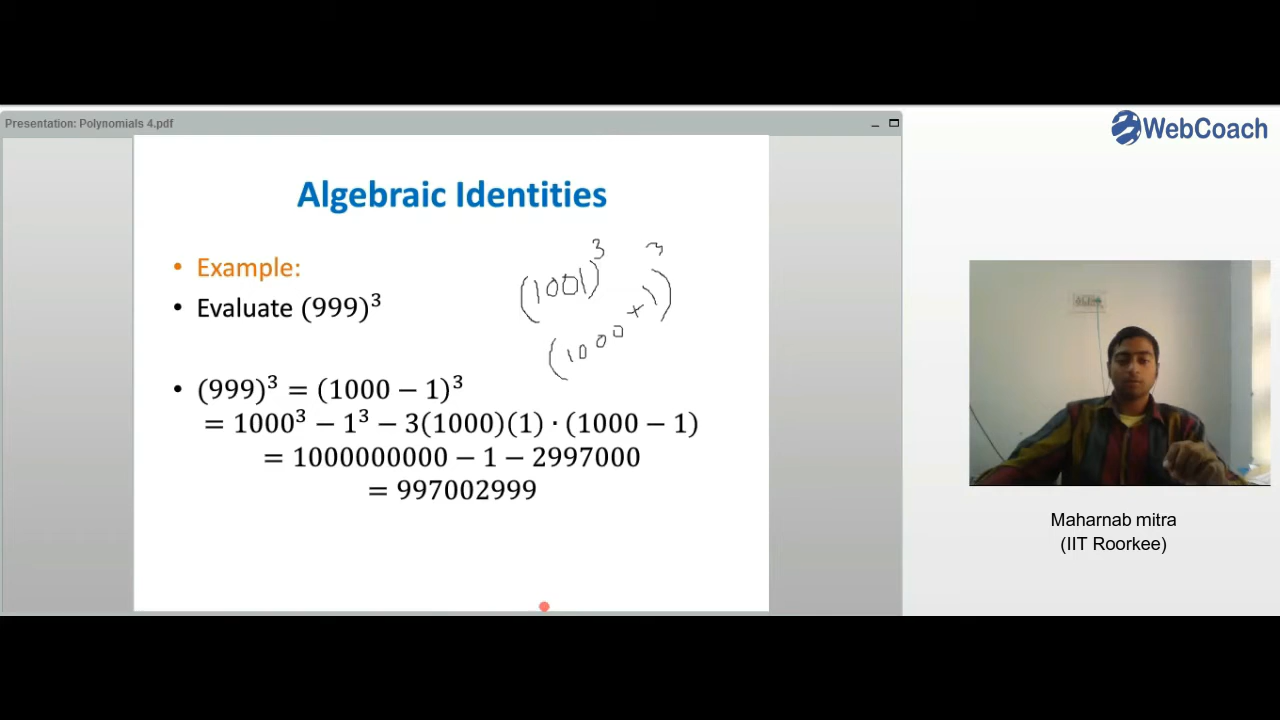 Presentation: Polynomials 4.pdf
WebCoach
Algebraic Identities
• Example:
• Evaluate (999)³
(1001)³
(1000 + 1)³
• (999)³ = (1000 − 1)³
= 1000³ − 1³ − 3(1000)(1) · (1000 − 1)
= 1000000000 − 1 − 2997000
= 997002999
Maharnab mitra
(IIT Roorkee)